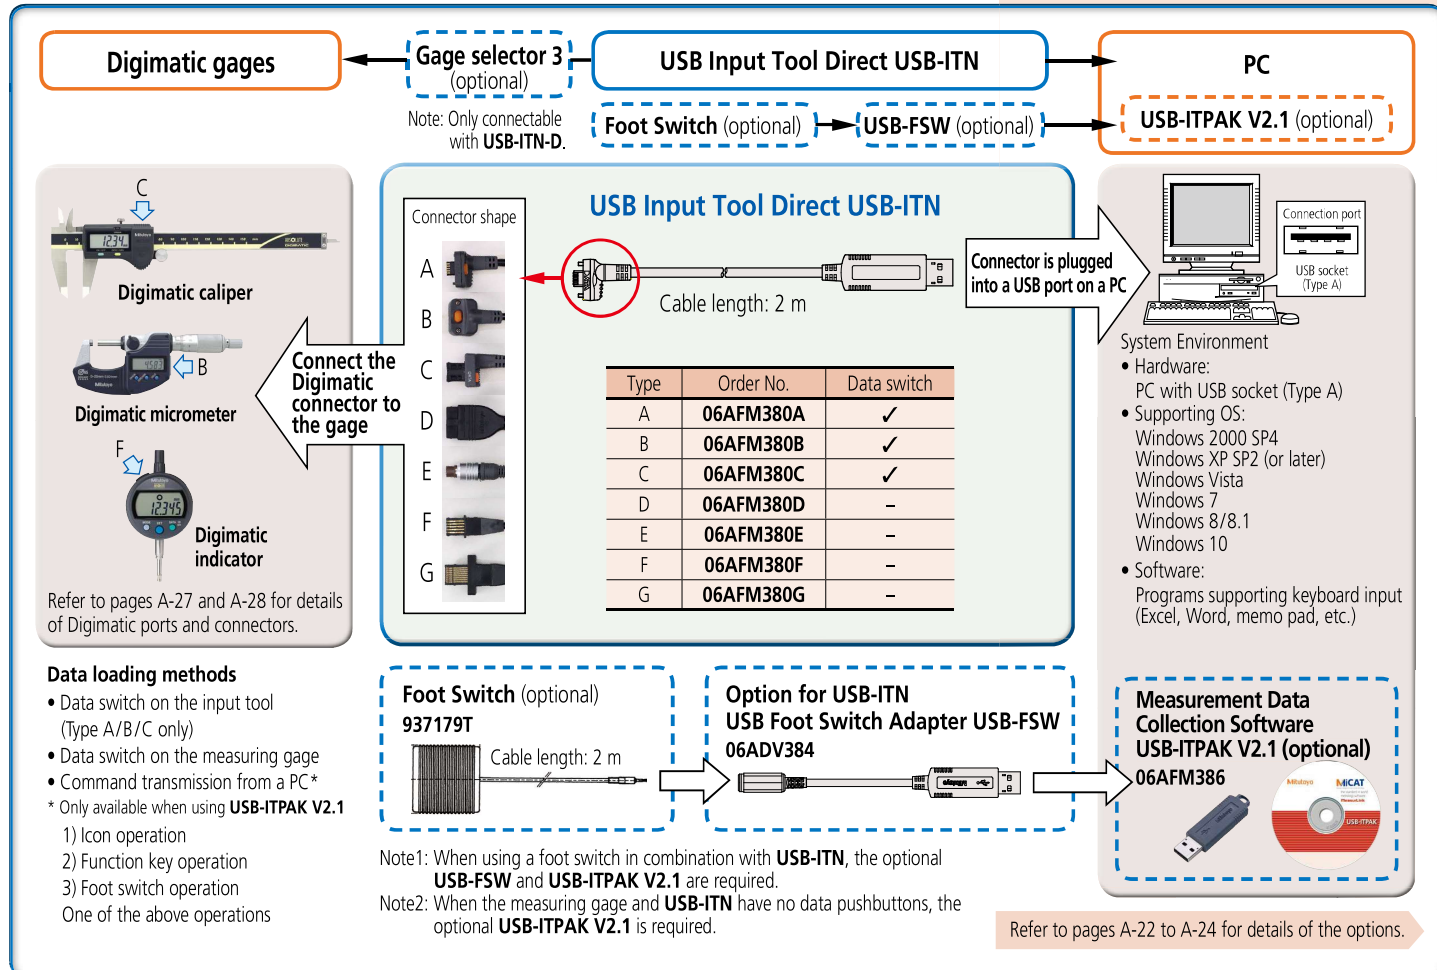 Digimatic gages
Gage selector 3
(optional)
USB Input Tool Direct USB-ITN
PC
Note: Only connectable
with USB-ITN-D.
Foot Switch (optional)
USB-FSW (optional)
USB-ITPAK V2.1 (optional)
C
12.34
Digimatic caliper
B
Mitutoyo
Digimatic micrometer
F
12.345
Digimatic
indicator
Refer to pages A-27 and A-28 for details
of Digimatic ports and connectors.
Connect the
Digimatic
connector to
the gage
Connector shape
A
B
C
D
E
F
G
USB Input Tool Direct USB-ITN
Cable length: 2 m
Type Order No. Data switch
A 06AFM380A ✓
B 06AFM380B ✓
C 06AFM380C ✓
D 06AFM380D –
E 06AFM380E –
F 06AFM380F –
G 06AFM380G –
Connector is plugged
into a USB port on a PC
Connection port
USB socket
(Type A)
System Environment
• Hardware:
PC with USB socket (Type A)
• Supporting OS:
Windows 2000 SP4
Windows XP SP2 (or later)
Windows Vista
Windows 7
Windows 8/8.1
Windows 10
• Software:
Programs supporting keyboard input
(Excel, Word, memo pad, etc.)
Data loading methods
• Data switch on the input tool
(Type A/B/C only)
• Data switch on the measuring gage
• Command transmission from a PC*
* Only available when using USB-ITPAK V2.1
1) Icon operation
2) Function key operation
3) Foot switch operation
One of the above operations
Foot Switch (optional)
937179T
Cable length: 2 m
Option for USB-ITN
USB Foot Switch Adapter USB-FSW
06ADV384
Mitutoyo
Measurement Data
Collection Software
USB-ITPAK V2.1 (optional)
06AFM386
Mitutoyo
MiCAT
USB-ITPAK
Note1: When using a foot switch in combination with USB-ITN, the optional
USB-FSW and USB-ITPAK V2.1 are required.
Note2: When the measuring gage and USB-ITN have no data pushbuttons, the
optional USB-ITPAK V2.1 is required.
Refer to pages A-22 to A-24 for details of the options.